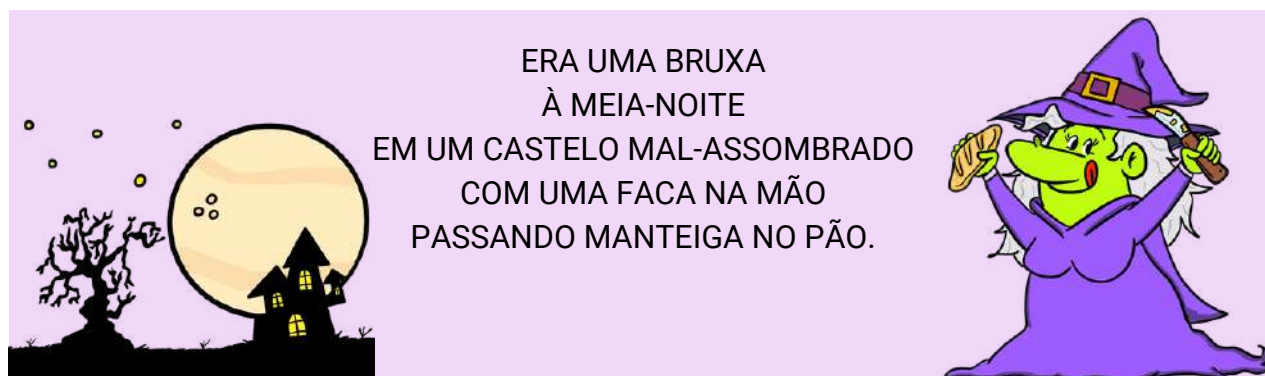 ERA UMA BRUXA
À MEIA-NOITE
EM UM CASTELO MAL-ASSOMBRADO
COM UMA FACA NA MÃO
PASSANDO MANTEIGA NO PÃO.